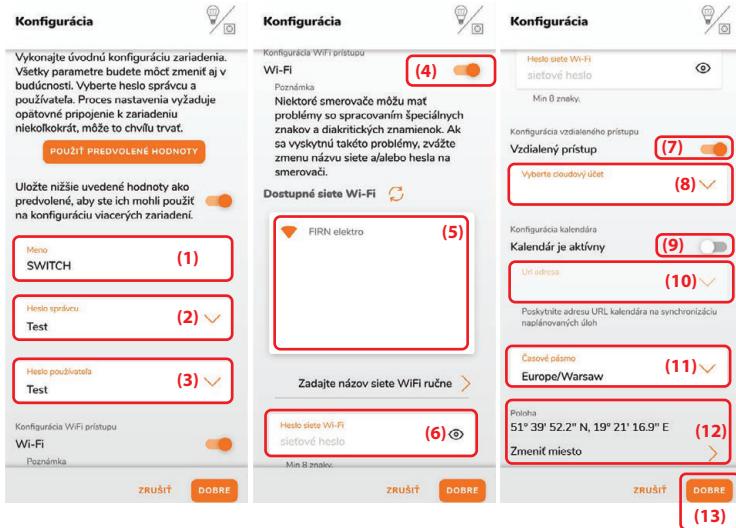 Konfigurácia
Vykonajte úvodnú konfiguráciu zariadenia.
Všetky parametre budete môcť zmeniť aj v
budúcnosti. Vyberte heslo správcu a
používateľa. Proces nastavenia vyžaduje
opätovné pripojenie k zariadeniu
niekoľkokrát, môže to chvíľu trvať.
POUŽIŤ PREDVOLENÉ HODNOTY
Uložte nižšie uvedené hodnoty ako
predvolené, aby ste ich mohli použiť
na konfiguráciu viacerých zariadení.
Meno
SWITCH
(1)
Heslo správcu
Test
(2)
Heslo používateľa
Test
(3)
Konfigurácia WiFi prístupu
Wi-Fi
Poznámka
ZRUŠIŤ
DOBRE
Konfigurácia
Konfigurácia WiFi prístupu
Wi-Fi
(4)
Poznámka
Niektoré smerovače môžu mať
problémy so spracovaním špeciálnych
znakov a diakritických znamienok. Ak
sa vyskytnú takéto problémy, zvážte
zmenu názvu siete a/alebo hesla na
smerovači.
Dostupné siete Wi-Fi
FIRN elektro
(5)
Zadajte názov siete WiFi ručne
Heslo siete Wi-Fi
sieťové heslo
(6)
Min 8 znaky.
ZRUŠIŤ
DOBRE
Konfigurácia
Heslo siete Wi-Fi
sieťové heslo
Min 8 znaky.
Konfigurácia vzdialeného prístupu
Vzdialený prístup
(7)
Vyberte cloudový účet
(8)
Konfigurácia kalendára
Kalendár je aktívny
(9)
Url adresa
(10)
Poskytnite adresu URL kalendára na synchronizáciu
naplánovaných úloh
Časové pásmo
Europe/Warsaw
(11)
Poloha
51° 39' 52.2" N, 19° 21' 16.9" E
(12)
Zmeniť miesto
ZRUŠIŤ
DOBRE
(13)